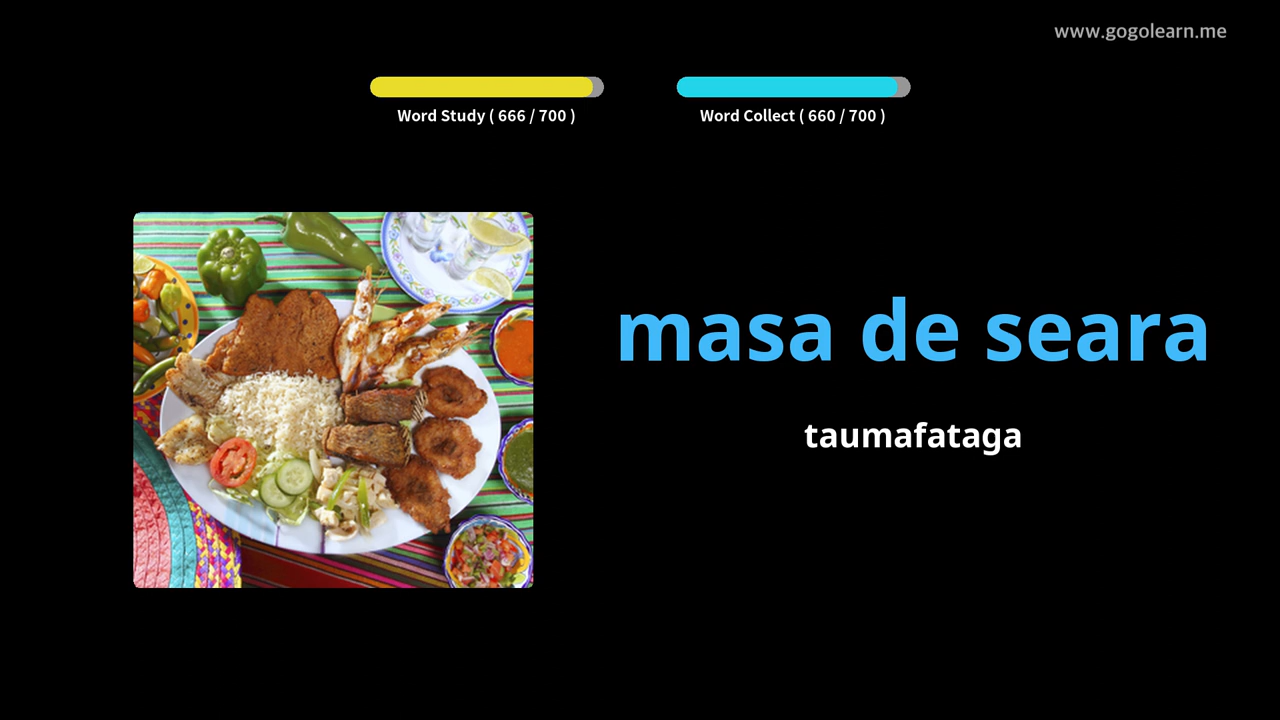 www.gogolearn.me
Word Study ( 666 / 700 )
Word Collect ( 660 / 700 )
masa de seara
taumafataga